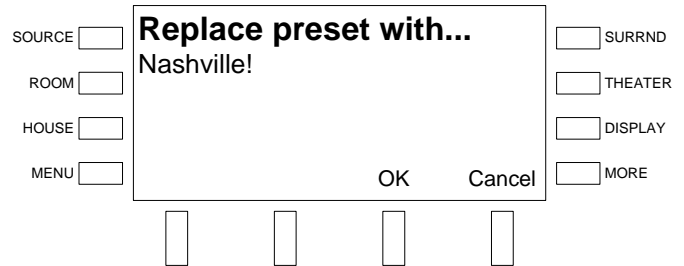 Replace preset with...
Nashville!
OK Cancel
SOURCE
ROOM
HOUSE
MENU
SURRND
THEATER
DISPLAY
MORE